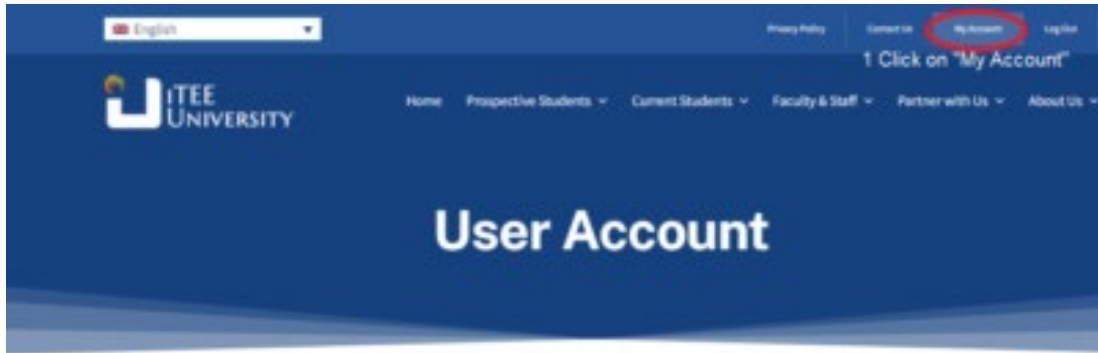 English
Privacy Policy Contact Us My Account Log Out
1 Click on "My Account"
iTEE
UNIVERSITY
Home Prospective Students Current Students Faculty & Staff Partner with Us About Us
User Account